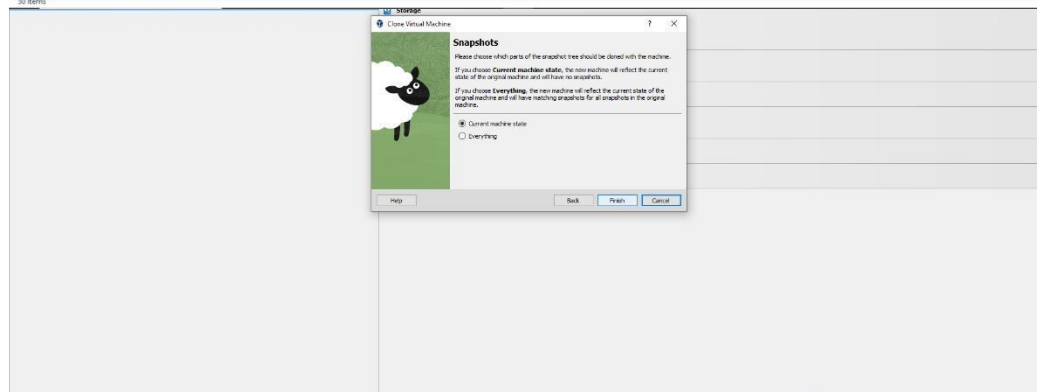 30 items
Storage
Clone Virtual Machine ? ×
Snapshots
Please choose which parts of the snapshot tree should be cloned with the machine.
If you choose Current machine state, the new machine will reflect the current
state of the original machine and will have no snapshots.
If you choose Everything, the new machine will reflect the current state of the
original machine and will have matching snapshots for all snapshots in the original
machine.
Current machine state
Everything
Help Back Finish Cancel